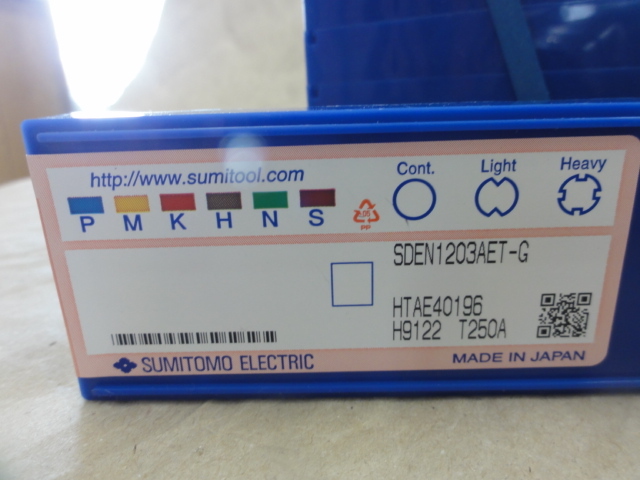 http://www.sumitool.com
Cont. Light Heavy
P M K H N S
SDEN1203AET-G
HTAE40196
H9122 T250A
SUMITOMO ELECTRIC
MADE IN JAPAN